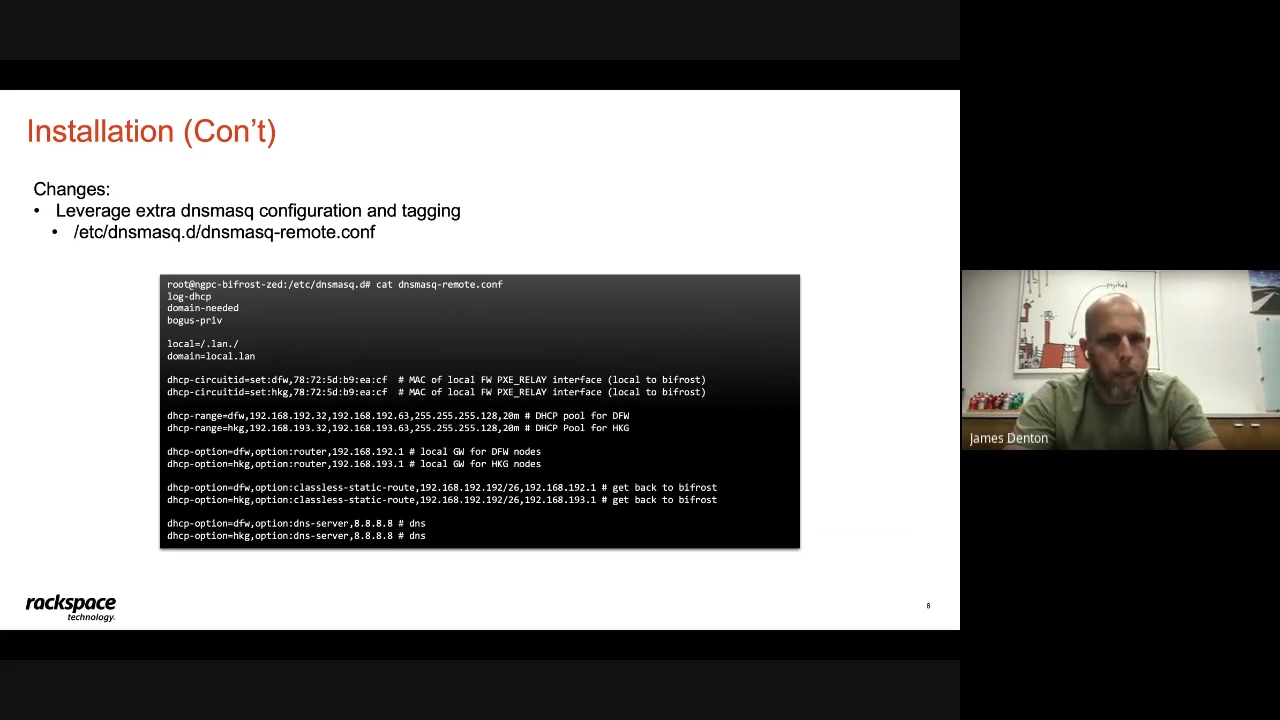 Installation (Con't)
Changes:
• Leverage extra dnsmasq configuration and tagging
• /etc/dnsmasq.d/dnsmasq-remote.conf
root@ngpc-bifrost-zed:/etc/dnsmasq.d# cat dnsmasq-remote.conf
log-dhcp
domain-needed
bogus-priv
local=/.lan./
domain=local.lan
dhcp-circuitid=set:dfw,78:72:5d:b9:ea:cf # MAC of local FW PXE_RELAY interface (local to bifrost)
dhcp-circuitid=set:hkg,78:72:5d:b9:ea:cf # MAC of local FW PXE_RELAY interface (local to bifrost)
dhcp-range=dfw,192.168.192.32,192.168.192.63,255.255.255.128,20m # DHCP pool for DFW
dhcp-range=hkg,192.168.193.32,192.168.193.63,255.255.255.128,20m # DHCP Pool for HKG
dhcp-option=dfw,option:router,192.168.192.1 # local GW for DFW nodes
dhcp-option=hkg,option:router,192.168.193.1 # local GW for HKG nodes
dhcp-option=dfw,option:classless-static-route,192.168.192.192/26,192.168.192.1 # get back to bifrost
dhcp-option=hkg,option:classless-static-route,192.168.192.192/26,192.168.193.1 # get back to bifrost
dhcp-option=dfw,option:dns-server,8.8.8.8 # dns
dhcp-option=hkg,option:dns-server,8.8.8.8 # dns
rackspace
technology.
8
psyched
James Denton